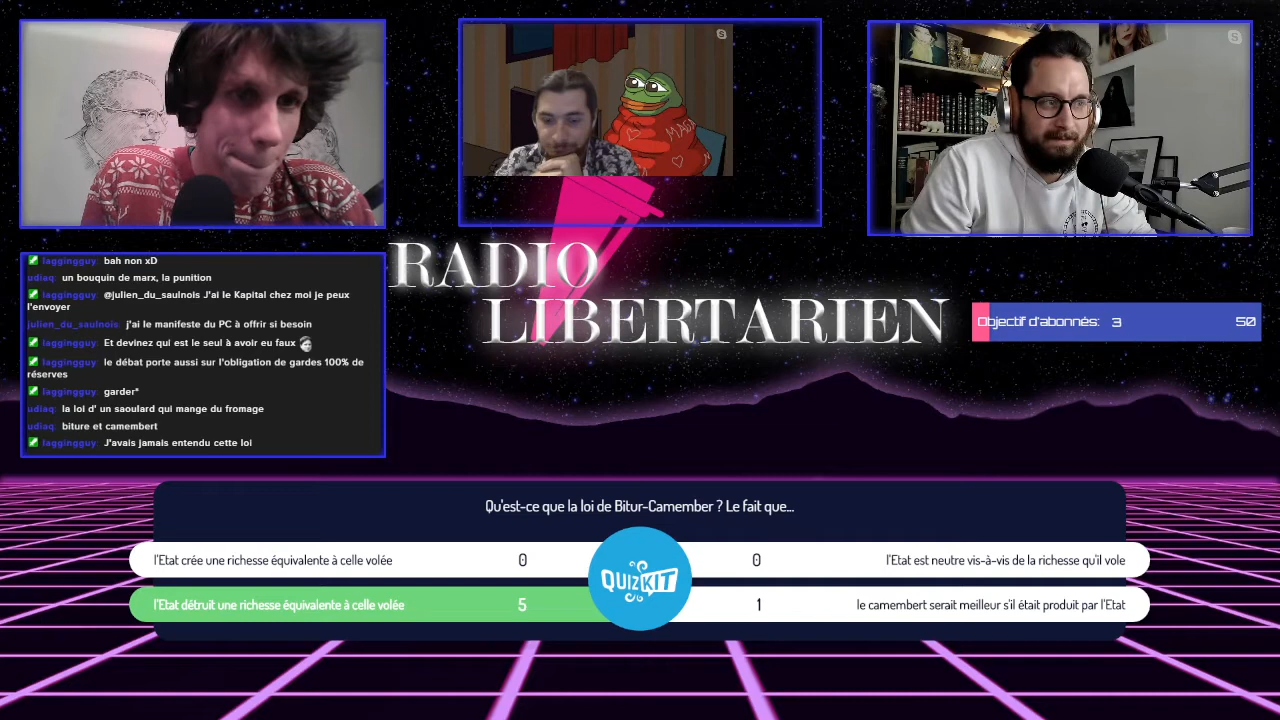 MAGA
RADIO
LIBERTARIEN
Objectif d'abonnés: 3 50
laggingguy: bah non xD
udiaq: un bouquin de marx, la punition
laggingguy: @julien_du_saulnois J'ai le Kapital chez moi je peux
l'envoyer
julien_du_saulnois: j'ai le manifeste du PC à offrir si besoin
laggingguy: Et devinez qui est le seul à avoir eu faux
laggingguy: le débat porte aussi sur l'obligation de gardes 100% de
réserves
laggingguy: garder*
udiaq: la loi d' un saoulard qui mange du fromage
udiaq: biture et camembert
laggingguy: J'avais jamais entendu cette loi
Qu'est-ce que la loi de Bitur-Camember ? Le fait que...
l'Etat crée une richesse équivalente à celle volée 0
0 l'Etat est neutre vis-à-vis de la richesse qu'il vole
QUIZKIT
l'Etat détruit une richesse équivalente à celle volée 5
1 le camembert serait meilleur s'il était produit par l'Etat